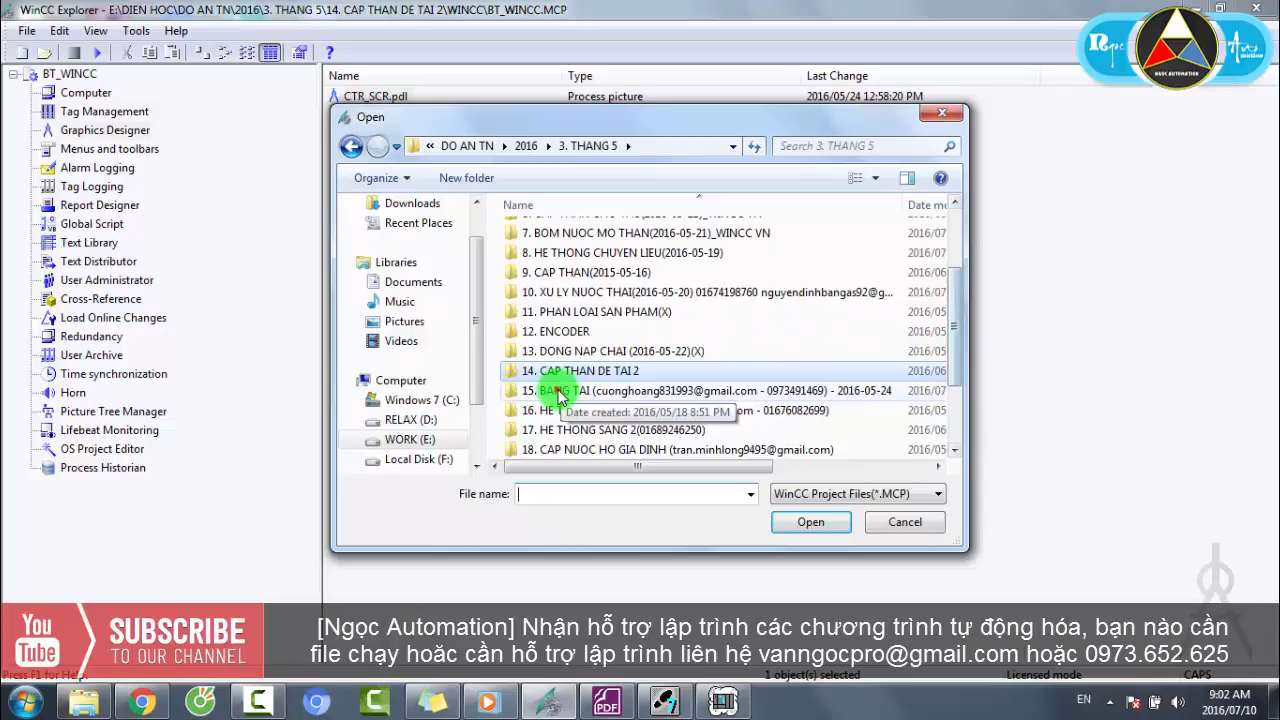 WinCC Explorer - E:\DIEN HOC\DO AN TN\2016\3. THANG 5\14. CAP THAN DE TAI 2\WINCC\BT_WINCC.MCP
File Edit View Tools Help
BT_WINCC
Computer
Tag Management
Graphics Designer
Menus and toolbars
Alarm Logging
Tag Logging
Report Designer
Global Script
Text Library
Text Distributor
User Administrator
Cross-Reference
Load Online Changes
Redundancy
User Archive
Time synchronization
Horn
Picture Tree Manager
Lifebeat Monitoring
OS Project Editor
Process Historian
Name Type Last Change
CTR_SCR.pdl Process picture 2016/05/24 12:58:20 PM
Ngọc Auto
NGOC AUTOMATION
Open
« DO AN TN 2016 3. THANG 5 Search 3. THANG 5
Organize New folder
Downloads
Recent Places
Libraries
Documents
Music
Pictures
Videos
Computer
Windows 7 (C:)
RELAX (D:)
WORK (E:)
Local Disk (F:)
Name Date mo
7. BOM NUOC MO THAN(2016-05-21)_WINCC VN 2016/07
8. HE THONG CHUYEN LIEU(2016-05-19) 2016/06
9. CAP THAN(2015-05-16) 2016/06
10. XU LY NUOC THAI(2016-05-20) 01674198760 nguyendinhbangas92@g... 2016/07
11. PHAN LOAI SAN PHAM(X) 2016/05
12. ENCODER 2016/05
13. DONG NAP CHAI (2016-05-22)(X) 2016/05
14. CAP THAN DE TAI 2 2016/06
15. BANG TAI (cuonghoang831993@gmail.com - 0973491469) - 2016-05-24 2016/07
16. HE om - 01676082699) 2016/05
Date created: 2016/05/18 8:51 PM
17. HE THONG SANG 2(01689246250) 2016/05
18. CAP NUOC HO GIA DINH (tran.minhlong9495@gmail.com) 2016/05
File name: WinCC Project Files(*.MCP)
Open Cancel
You Tube SUBSCRIBE TO OUR CHANNEL
[Ngọc Automation] Nhận hỗ trợ lập trình các chương trình tự động hóa, bạn nào cần
file chạy hoặc cần hỗ trợ lập trình liên hệ vanngocpro@gmail.com hoặc 0973.652.625
Press F1 for Help. 1 object(s) selected Licensed mode CAPS
PDF
EN 9:02 AM
2016/07/10